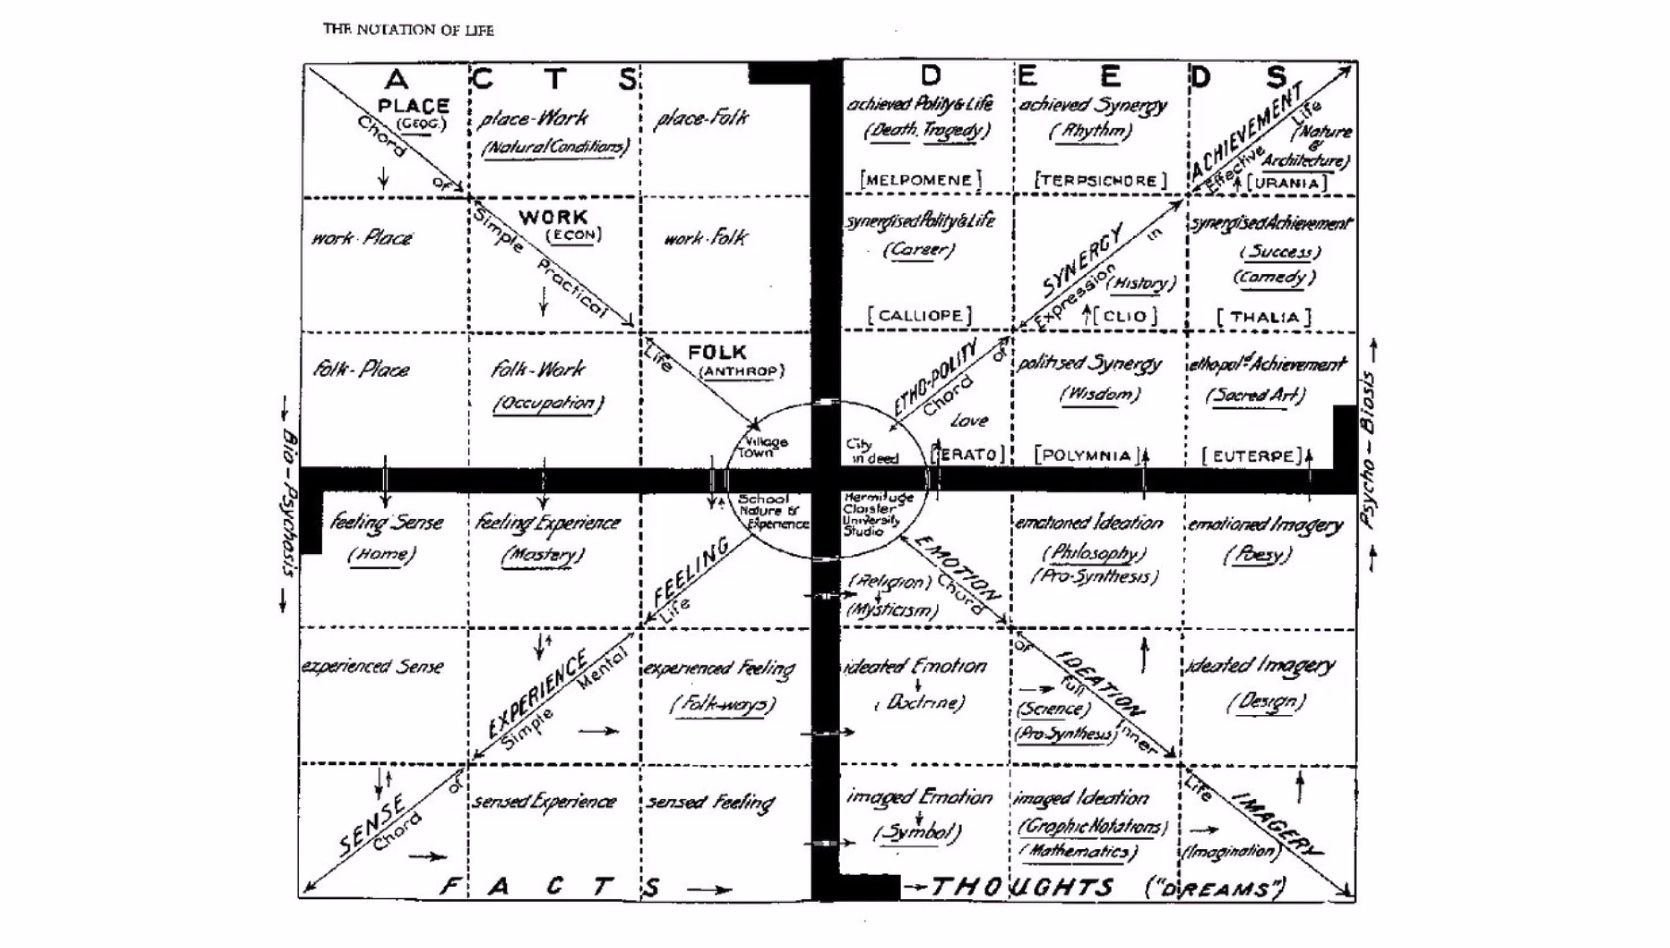 THE NOTATION OF LIFE
A C T S
D E E D S
PLACE
(GEOG.)
Chord of
place-Work
(Natural Conditions)
place-Folk
work-Place
WORK
(ECON)
Simple Practical
work-Folk
folk-Place
folk-Work
(Occupation)
FOLK
(ANTHROP)
Life
Village
Town
achieved Polity & Life
(Death, Tragedy)
[MELPOMENE]
achieved Synergy
(Rhythm)
[TERPSICHORE]
ACHIEVEMENT
Effective Life
(Nature
&
Architecture)
[URANIA]
synergised Polity & Life
(Career)
[CALLIOPE]
SYNERGY
Expression in
(History)
[CLIO]
synergised Achievement
(Success)
(Comedy)
[THALIA]
ETHO-POLITY
Chord of
Love
City
in deed
[ERATO]
politised Synergy
(Wisdom)
[POLYMNIA]
ethopold Achievement
(Sacred Art)
[EUTERPE]
Bio-Psychosis
Psycho-Biosis
feeling Sense
(Home)
feeling Experience
(Mastery)
School
Nature &
Experience
FEELING
Life
experienced Sense
EXPERIENCE
Simple Mental
experienced Feeling
(Folk-ways)
SENSE
Chord of
sensed Experience
sensed Feeling
F A C T S
Hermitage
Cloister
University
Studio
EMOTION
Chord
(Religion)
(Mysticism)
emotioned Ideation
(Philosophy)
(Pro-Synthesis)
emotioned Imagery
(Poesy)
ideated Emotion
(Doctrine)
of
IDEATION
full Inner
(Science)
(Pro-Synthesis)
ideated Imagery
(Design)
imaged Emotion
(Symbol)
imaged Ideation
(Graphic Notations)
(Mathematics)
Life
IMAGERY
(Imagination)
THOUGHTS ("DREAMS")